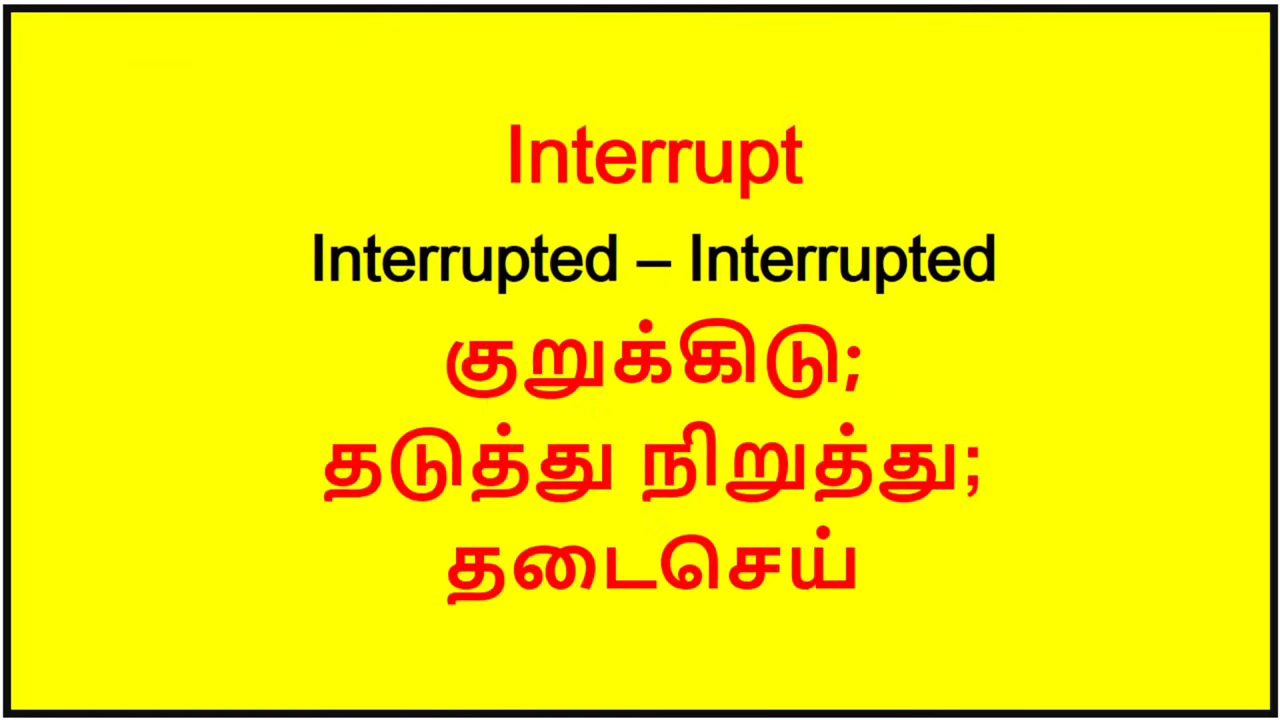 Interrupt
Interrupted – Interrupted
குறுக்கிடு;
தடுத்து நிறுத்து;
தடைசெய்